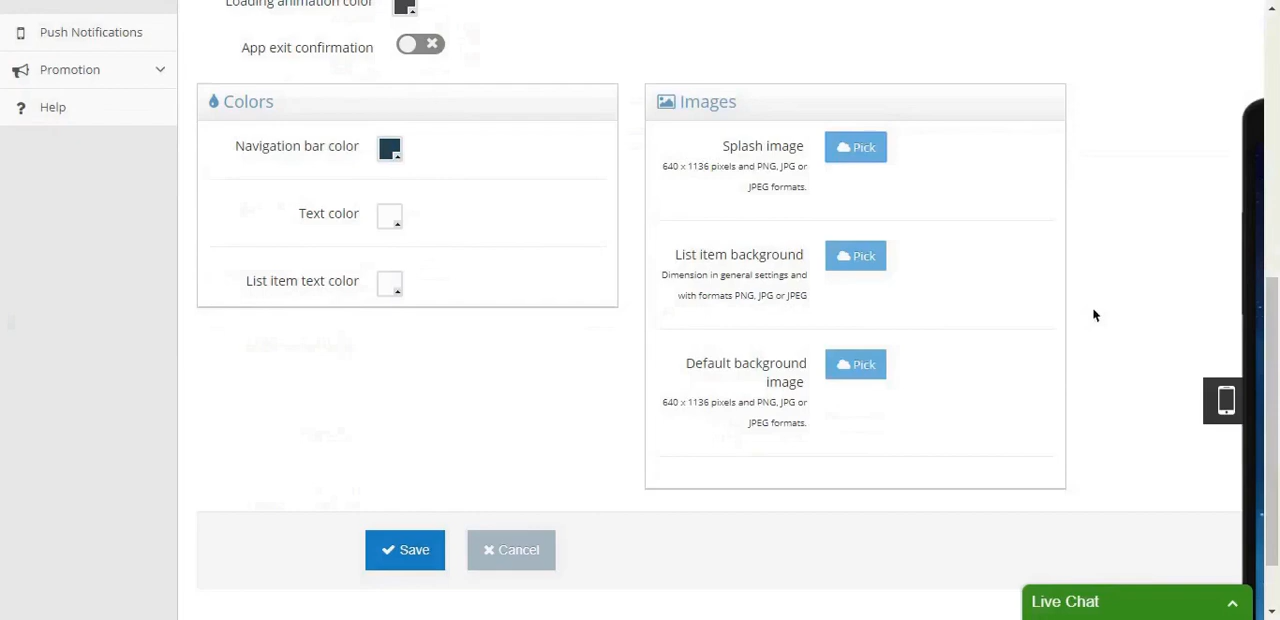 Loading animation color
Push Notifications
App exit confirmation
Promotion
Help
Colors
Navigation bar color
Text color
List item text color
Images
Splash image
640 x 1136 pixels and PNG, JPG or
JPEG formats.
Pick
List item background
Dimension in general settings and
with formats PNG, JPG or JPEG
Pick
Default background
image
640 x 1136 pixels and PNG, JPG or
JPEG formats.
Pick
Save
Cancel
Live Chat